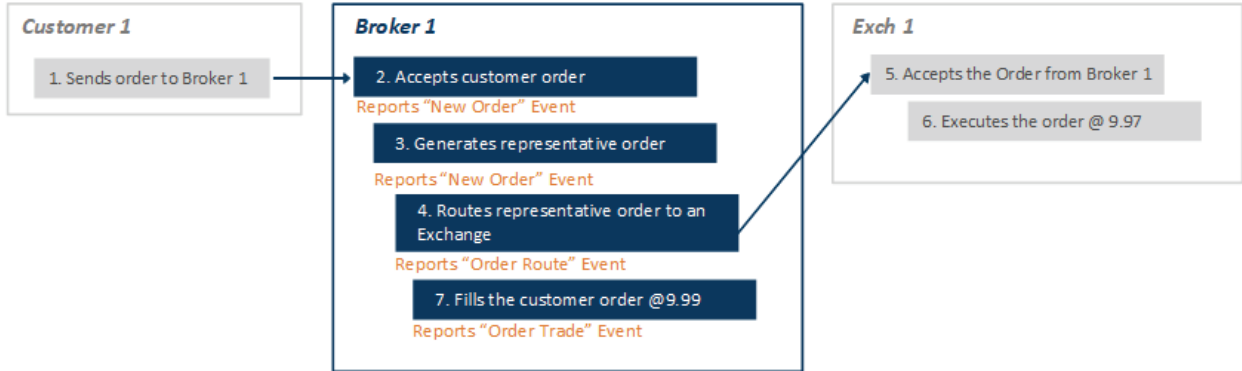 Customer 1
1. Sends order to Broker 1
Broker 1
2. Accepts customer order
Reports “New Order” Event
3. Generates representative order
Reports “New Order” Event
4. Routes representative order to an
Exchange
Reports “Order Route” Event
7. Fills the customer order @9.99
Reports “Order Trade” Event
Exch 1
5. Accepts the Order from Broker 1
6. Executes the order @ 9.97